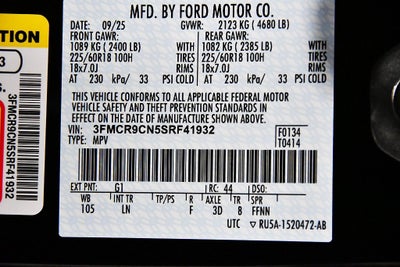 MFD. BY FORD MOTOR CO.
DATE: 09/25 GVWR: 2123 KG ( 4680 LB)
FRONT GAWR: REAR GAWR:
1089 KG ( 2400 LB) 1082 KG ( 2385 LB)
225/60R18 100H TIRES 225/60R18 100H TIRES
18x7.0J RIMS 18x7.0J RIMS
AT 230 kPa/ 33 PSI COLD AT 230 kPa/ 33 PSI COLD
THIS VEHICLE CONFORMS TO ALL APPLICABLE FEDERAL MOTOR
VEHICLE SAFETY AND THEFT PREVENTION STANDARDS IN
EFFECT ON THE DATE OF MANUFACTURE SHOWN ABOVE.
VIN: 3FMCR9CN5SRF41932 F0134
TYPE: MPV T0414
EXT PNT: G1 RC: 44 DSO:
WB INT TR TP/PS R AXLE TR SPR
105 LN F 3D 8 FFNN
UTC RU5A-1520472-AB
3
s.
3FMCR9CN5SRF41932